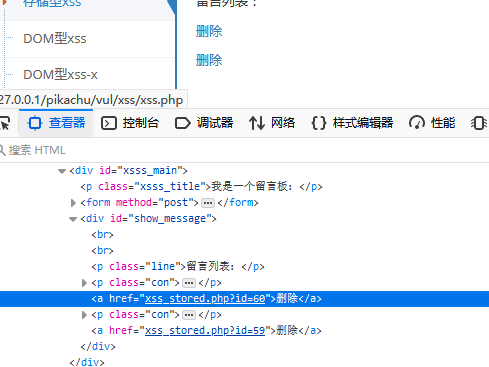 存储型xss
留言列表：
DOM型xss
删除
DOM型xss-x
删除
27.0.0.1/pikachu/vul/xss/xss.php
查看器 控制台 调试器 网络 样式编辑器 性能
搜索 HTML
<div id="xsss_main">
<p class="xsss_title">我是一个留言板：</p>
<form method="post"></form>
<div id="show_message">
<br>
<br>
<p class="line">留言列表：</p>
<p class="con"></p>
<a href="xss_stored.php?id=60">删除</a>
<p class="con"></p>
<a href="xss_stored.php?id=59">删除</a>
</div>
</div>